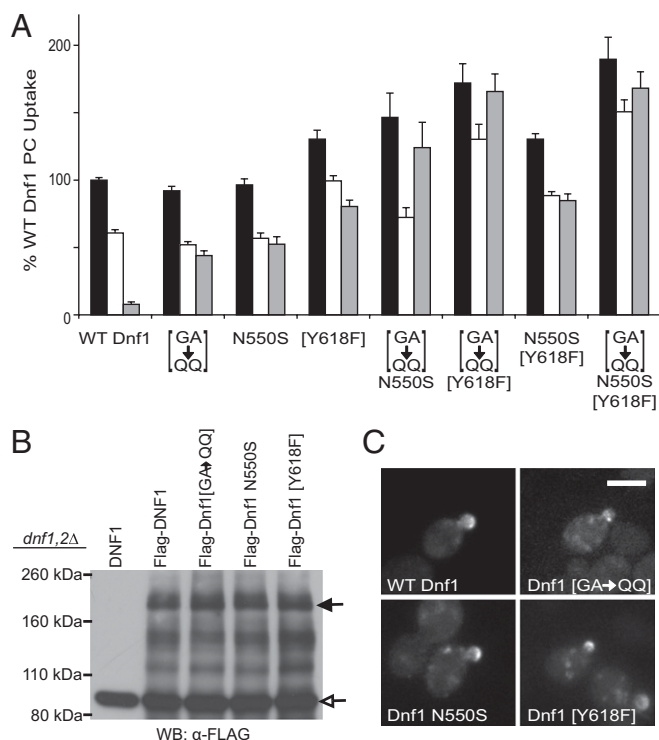 A
% WT Dnf1 PC Uptake
200
100
0
WT Dnf1
[GA
➔
QQ]
N550S
[Y618F]
[GA
➔
QQ]
N550S
[GA
➔
QQ]
[Y618F]
N550S
[Y618F]
[GA
➔
QQ]
N550S
[Y618F]
B
dnf1,2Δ
DNF1
Flag-DNF1
Flag-Dnf1[GA➔QQ]
Flag-Dnf1 N550S
Flag-Dnf1 [Y618F]
260 kDa
160 kDa
110 kDa
80 kDa
WB: α-FLAG
C
WT Dnf1
Dnf1 [GA➔QQ]
Dnf1 N550S
Dnf1 [Y618F]